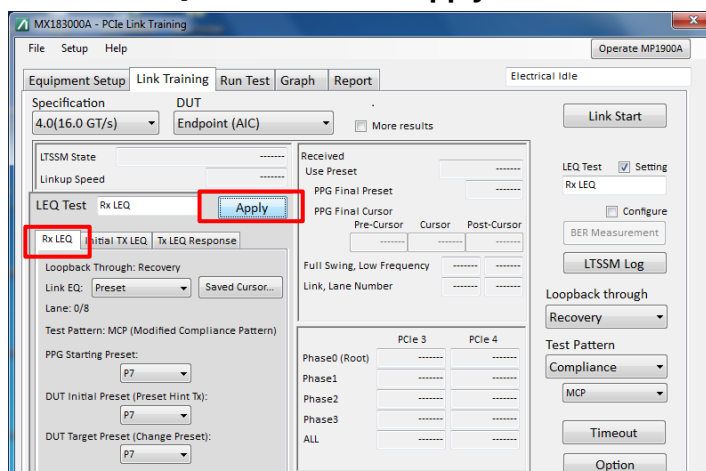 MX183000A - PCIe Link Training
File Setup Help
Operate MP1900A
Equipment Setup Link Training Run Test Graph Report
Electrical Idle
Specification DUT
4.0(16.0 GT/s) Endpoint (AIC)
More results
Link Start
LTSSM State -------
Linkup Speed -------
LEQ Test Rx LEQ Apply
Rx LEQ Initial TX LEQ Tx LEQ Response
Loopback Through: Recovery
Link EQ: Preset Saved Cursor...
Lane: 0/8
Test Pattern: MCP (Modified Compliance Pattern)
PPG Starting Preset:
P7
DUT Initial Preset (Preset Hint Tx):
P7
DUT Target Preset (Change Preset):
P7
Received
Use Preset -------
PPG Final Preset -------
PPG Final Cursor
Pre-Cursor Cursor Post-Cursor
------- ------- -------
Full Swing, Low Frequency ------- -------
Link, Lane Number ------- -------
PCIe 3 PCIe 4
Phase0 (Root) ------- -------
Phase1 ------- -------
Phase2 ------- -------
Phase3 ------- -------
ALL ------- -------
LEQ Test Setting
Rx LEQ
Configure
BER Measurement
LTSSM Log
Loopback through
Recovery
Test Pattern
Compliance
MCP
Timeout
Option